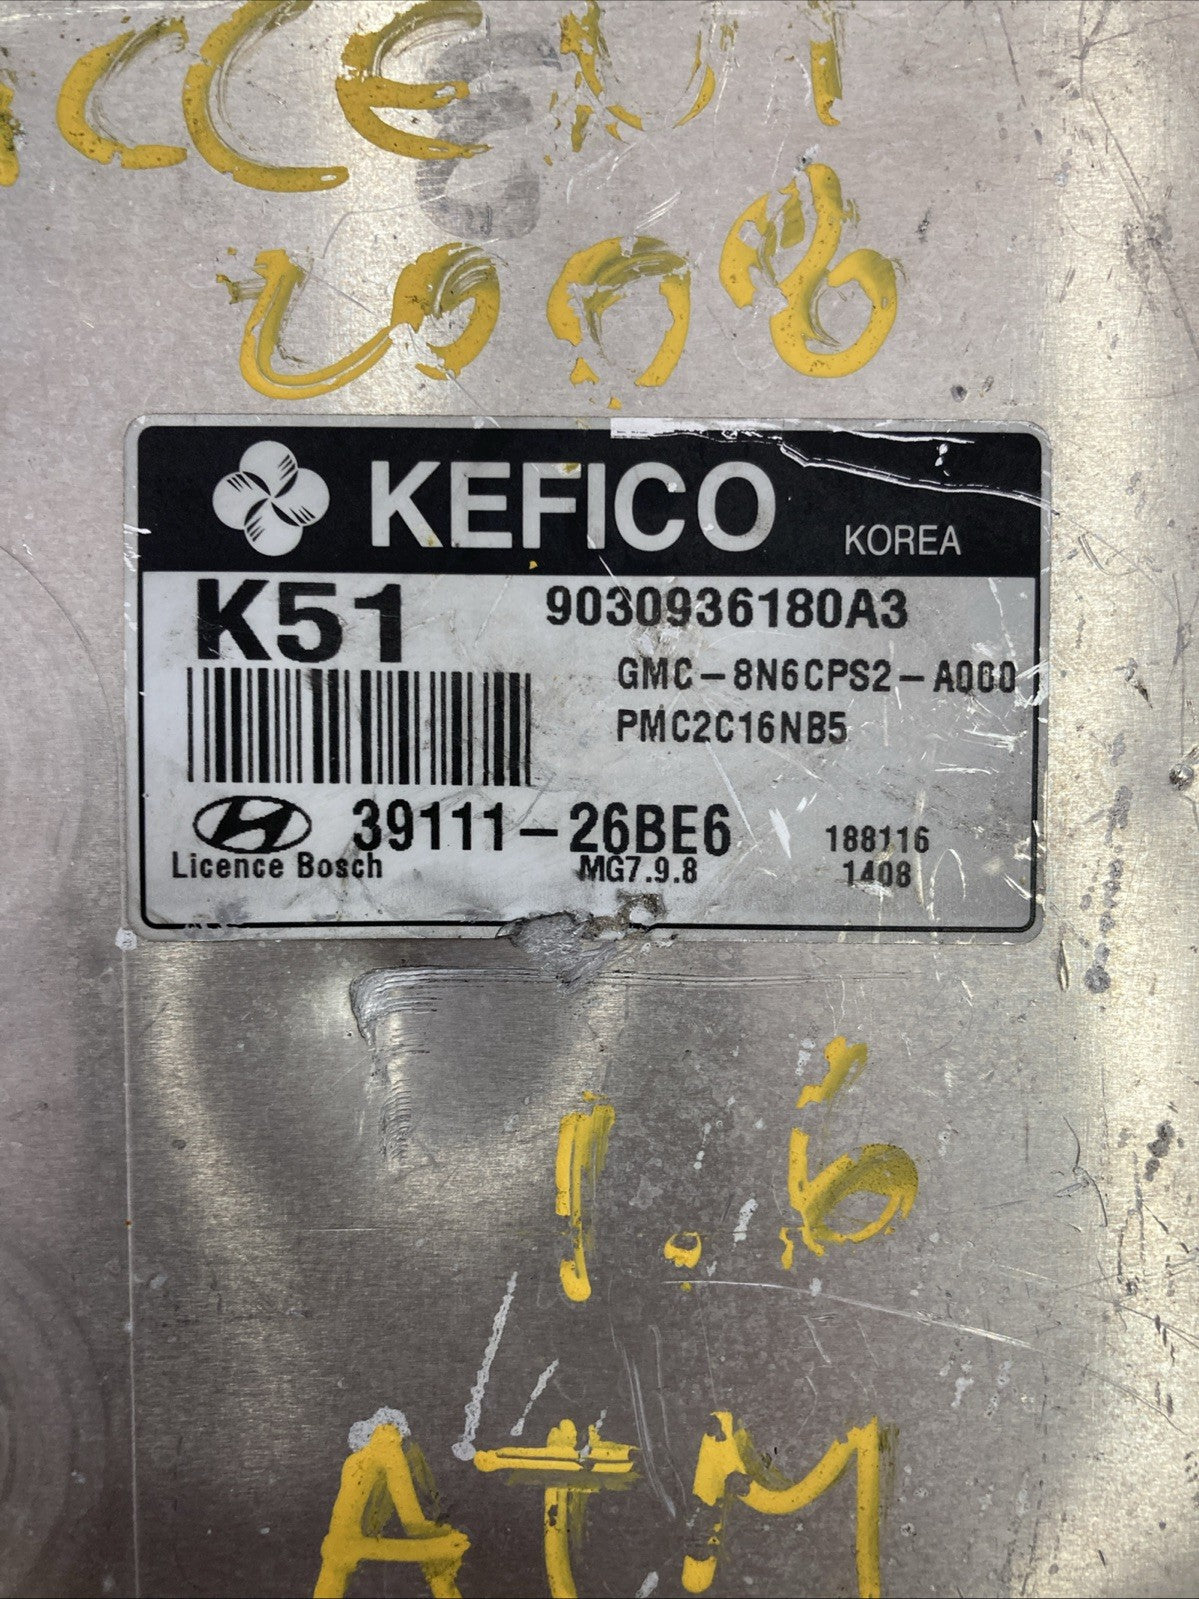 ACCENT
2008
KEFICO KOREA
K51 9030936180A3
GMC-8N6CPS2-A000
PMC2C16NB5
39111-26BE6 188116
Licence Bosch MG7.9.8 1408
1.6
ATM